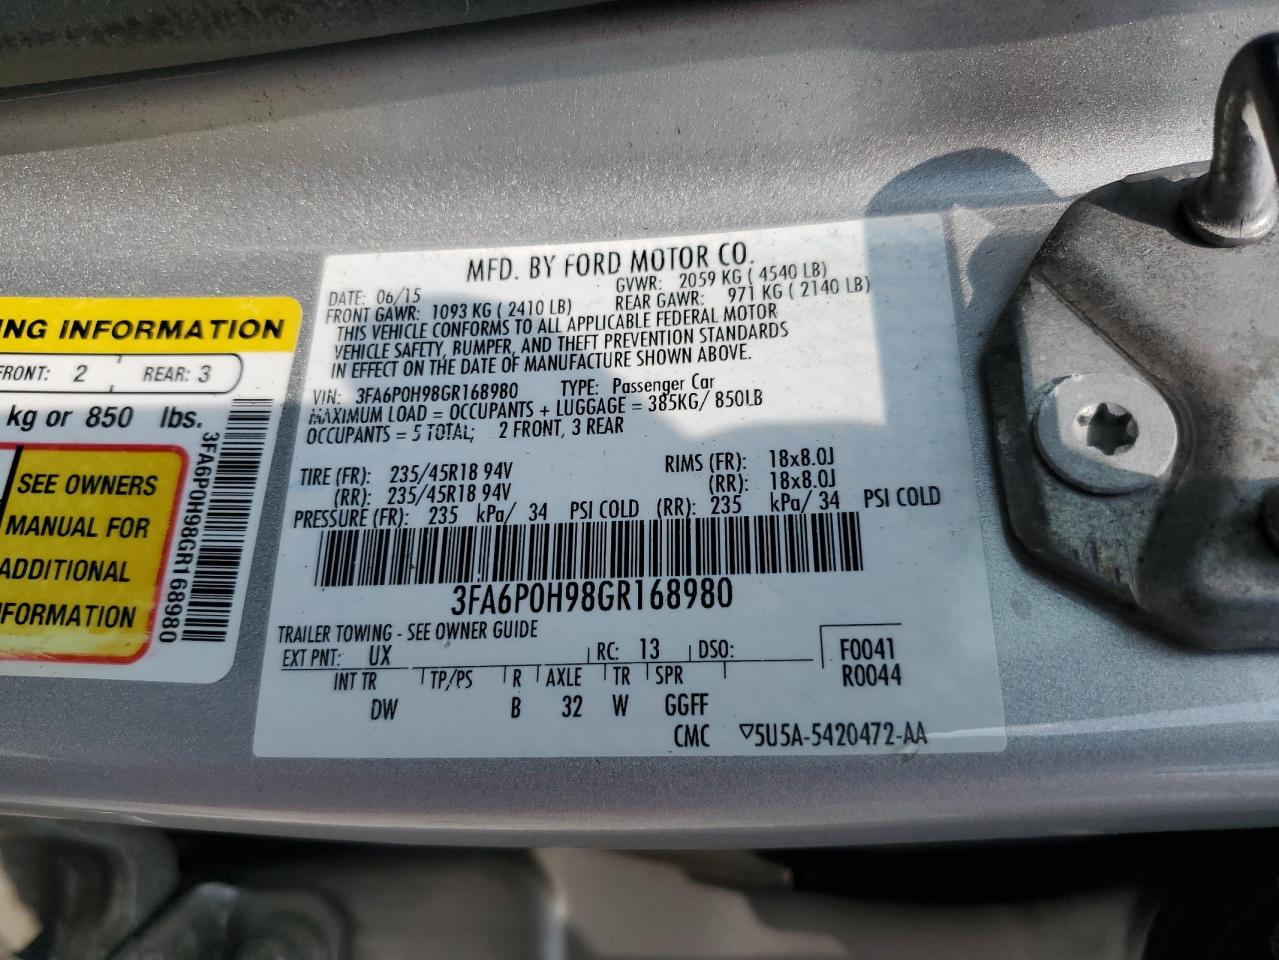 MFD. BY FORD MOTOR CO.
DATE: 06/15 GVWR: 2059 KG ( 4540 LB)
FRONT GAWR: 1093 KG ( 2410 LB) REAR GAWR: 971 KG ( 2140 LB)
THIS VEHICLE CONFORMS TO ALL APPLICABLE FEDERAL MOTOR
VEHICLE SAFETY, BUMPER, AND THEFT PREVENTION STANDARDS
IN EFFECT ON THE DATE OF MANUFACTURE SHOWN ABOVE.
VIN: 3FA6P0H98GR168980 TYPE: Passenger Car
MAXIMUM LOAD = OCCUPANTS + LUGGAGE = 385KG/ 850LB
OCCUPANTS = 5 TOTAL; 2 FRONT, 3 REAR
TIRE (FR): 235/45R18 94V RIMS (FR): 18x8.0J
(RR): 235/45R18 94V (RR): 18x8.0J
PRESSURE (FR): 235 kPa/ 34 PSI COLD (RR): 235 kPa/ 34 PSI COLD
3FA6P0H98GR168980
TRAILER TOWING - SEE OWNER GUIDE
EXT PNT: UX RC: 13 DSO: F0041
INT TR TP/PS R AXLE TR SPR R0044
DW B 32 W GGFF
CMC ▽5U5A-5420472-AA
NG INFORMATION
FRONT: 2 REAR: 3
kg or 850 lbs.
SEE OWNERS
MANUAL FOR
ADDITIONAL
NFORMATION
3FA6P0H98GR168980